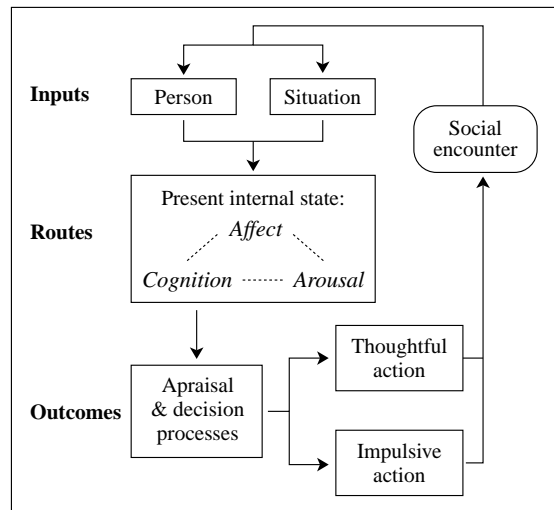 Inputs
Person
Situation
Social
encounter
Routes
Present internal state:
Affect
Cognition
Arousal
Outcomes
Apraisal
& decision
processes
Thoughtful
action
Impulsive
action